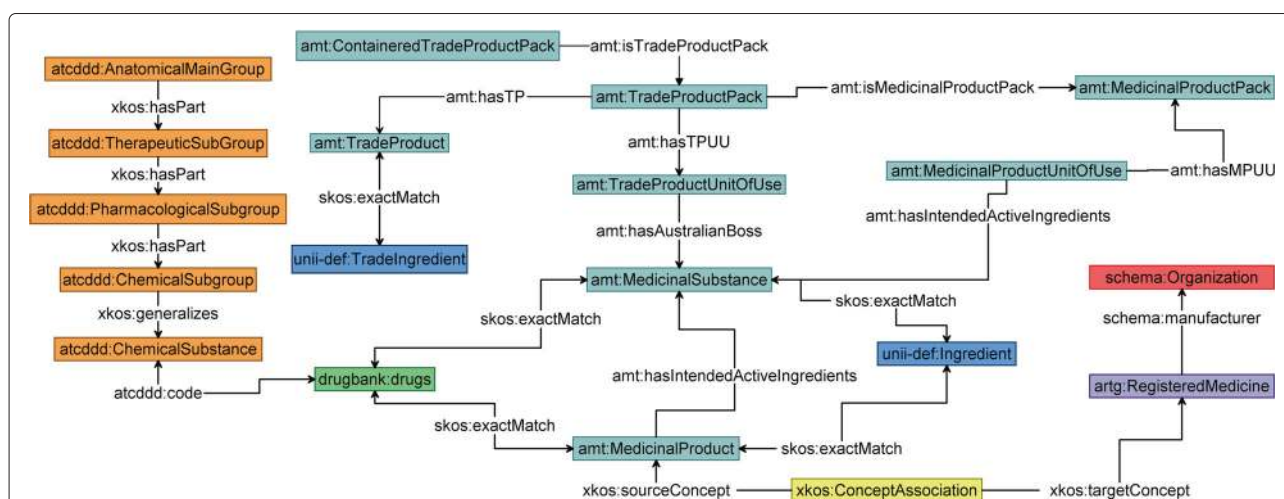 amt:ContaineredTradeProductPack
amt:isTradeProductPack
atcddd:AnatomicalMainGroup
xkos:hasPart
amt:hasTP
amt:TradeProductPack
amt:isMedicinalProductPack
amt:MedicinalProductPack
atcddd:TherapeuticSubGroup
amt:TradeProduct
amt:hasTPUU
xkos:hasPart
skos:exactMatch
amt:TradeProductUnitOfUse
amt:MedicinalProductUnitOfUse
amt:hasMPUU
atcddd:PharmacologicalSubgroup
amt:hasIntendedActiveIngredients
amt:hasAustralianBoss
xkos:hasPart
unii-def:TradeIngredient
atcddd:ChemicalSubgroup
amt:MedicinalSubstance
schema:Organization
xkos:generalizes
skos:exactMatch
skos:exactMatch
schema:manufacturer
atcddd:ChemicalSubstance
unii-def:Ingredient
drugbank:drugs
amt:hasIntendedActiveIngredients
atcddd:code
artg:RegisteredMedicine
skos:exactMatch
amt:MedicinalProduct
skos:exactMatch
xkos:sourceConcept
xkos:ConceptAssociation
xkos:targetConcept